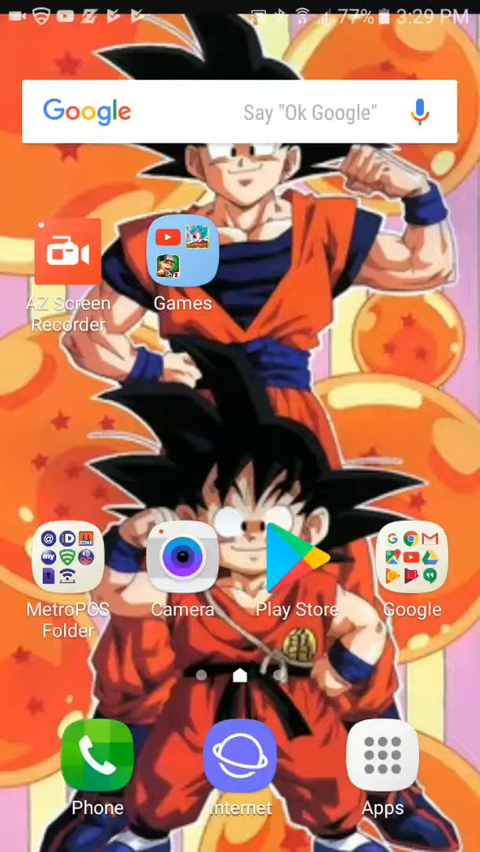 77% 3:29 PM
Google Say "Ok Google"
AZ Screen
Recorder
Games
MetroPCS
Folder
Camera
Play Store
Google
Phone
Internet
Apps